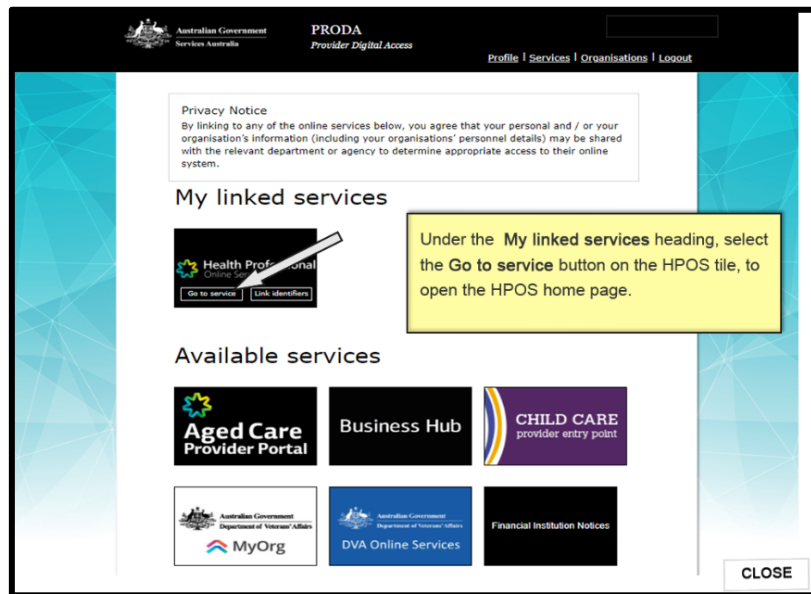 Australian Government
Services Australia
PRODA
Provider Digital Access
Profile | Services | Organisations | Logout
Privacy Notice
By linking to any of the online services below, you agree that your personal and / or your
organisation's information (including your organisations' personnel details) may be shared
with the relevant department or agency to determine appropriate access to their online
system.
My linked services
Health Professional
Online Ser
Go to service
Link identifiers
Under the My linked services heading, select
the Go to service button on the HPOS tile, to
open the HPOS home page.
Available services
Aged Care
Provider Portal
Business Hub
CHILD CARE
provider entry point
Australian Government
Department of Veterans' Affairs
MyOrg
Australian Government
Department of Veterans' Affairs
DVA Online Services
Financial Institution Notices
CLOSE